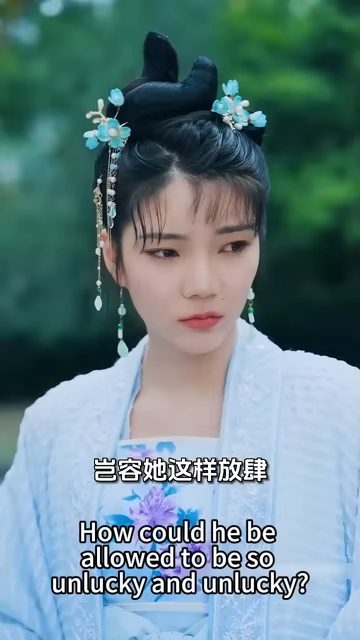 岂容她这样放肆
How could he be
allowed to be so
unlucky and unlucky?